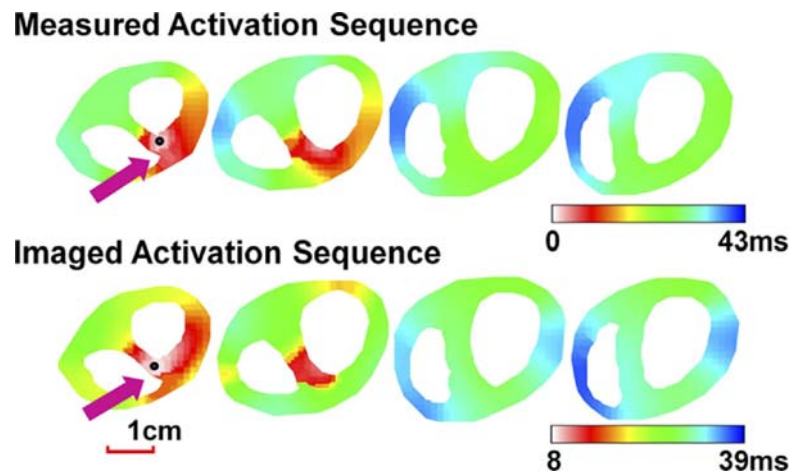 Measured Activation Sequence
0 43ms
Imaged Activation Sequence
1cm
8 39ms